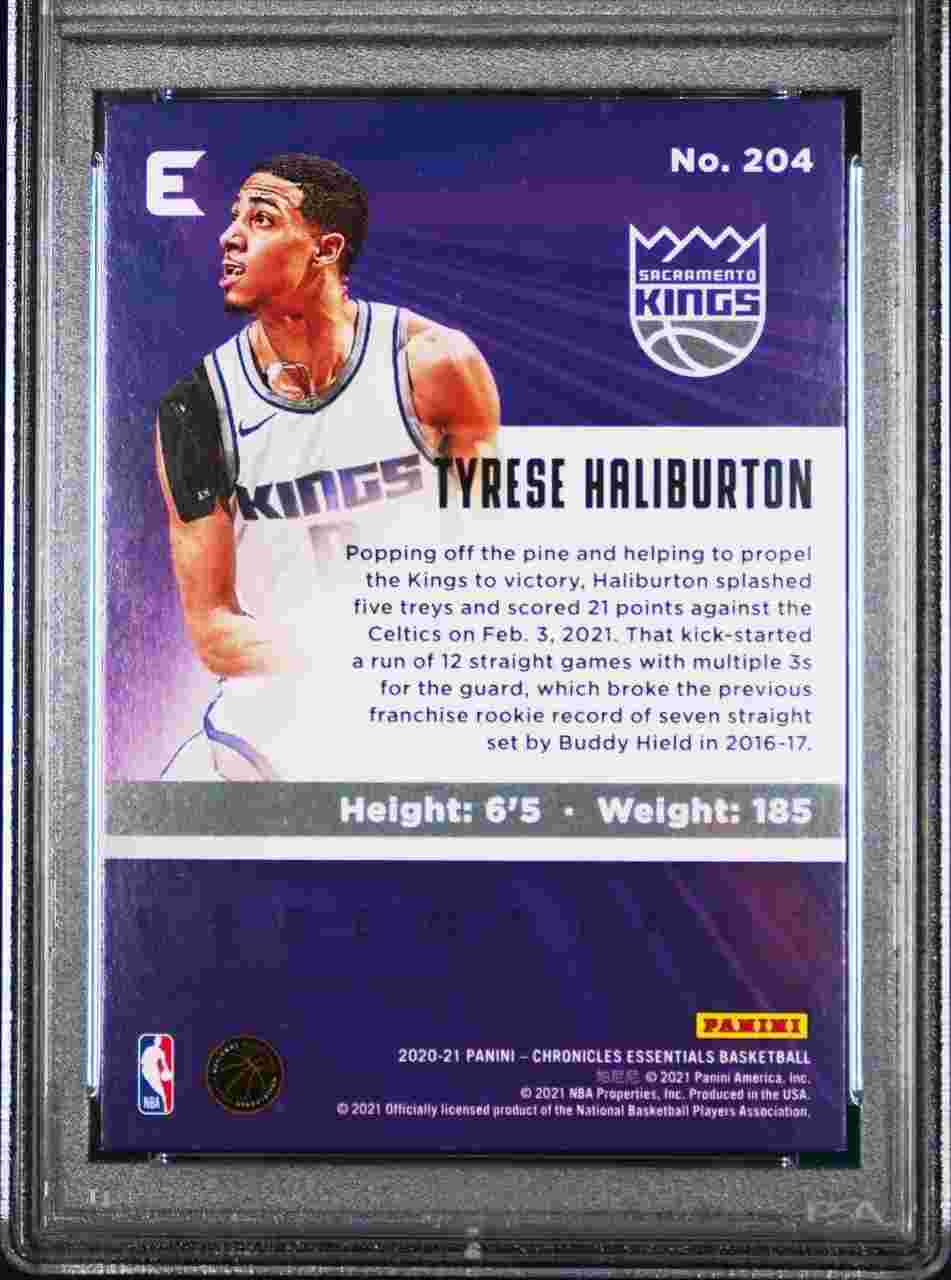 E
No. 204
SACRAMENTO
KINGS
KINGS
TYRESE HALIBURTON
Popping off the pine and helping to propel
the Kings to victory, Haliburton splashed
five treys and scored 21 points against the
Celtics on Feb. 3, 2021. That kick-started
a run of 12 straight games with multiple 3s
for the guard, which broke the previous
franchise rookie record of seven straight
set by Buddy Hield in 2016-17.
Height: 6'5 • Weight: 185
PANINI
2020-21 PANINI – CHRONICLES ESSENTIALS BASKETBALL
帕尼尼 © 2021 Panini America, Inc.
© 2021 NBA Properties, Inc. Produced in the USA.
© 2021 Officially licensed product of the National Basketball Players Association.
NBA
PSA